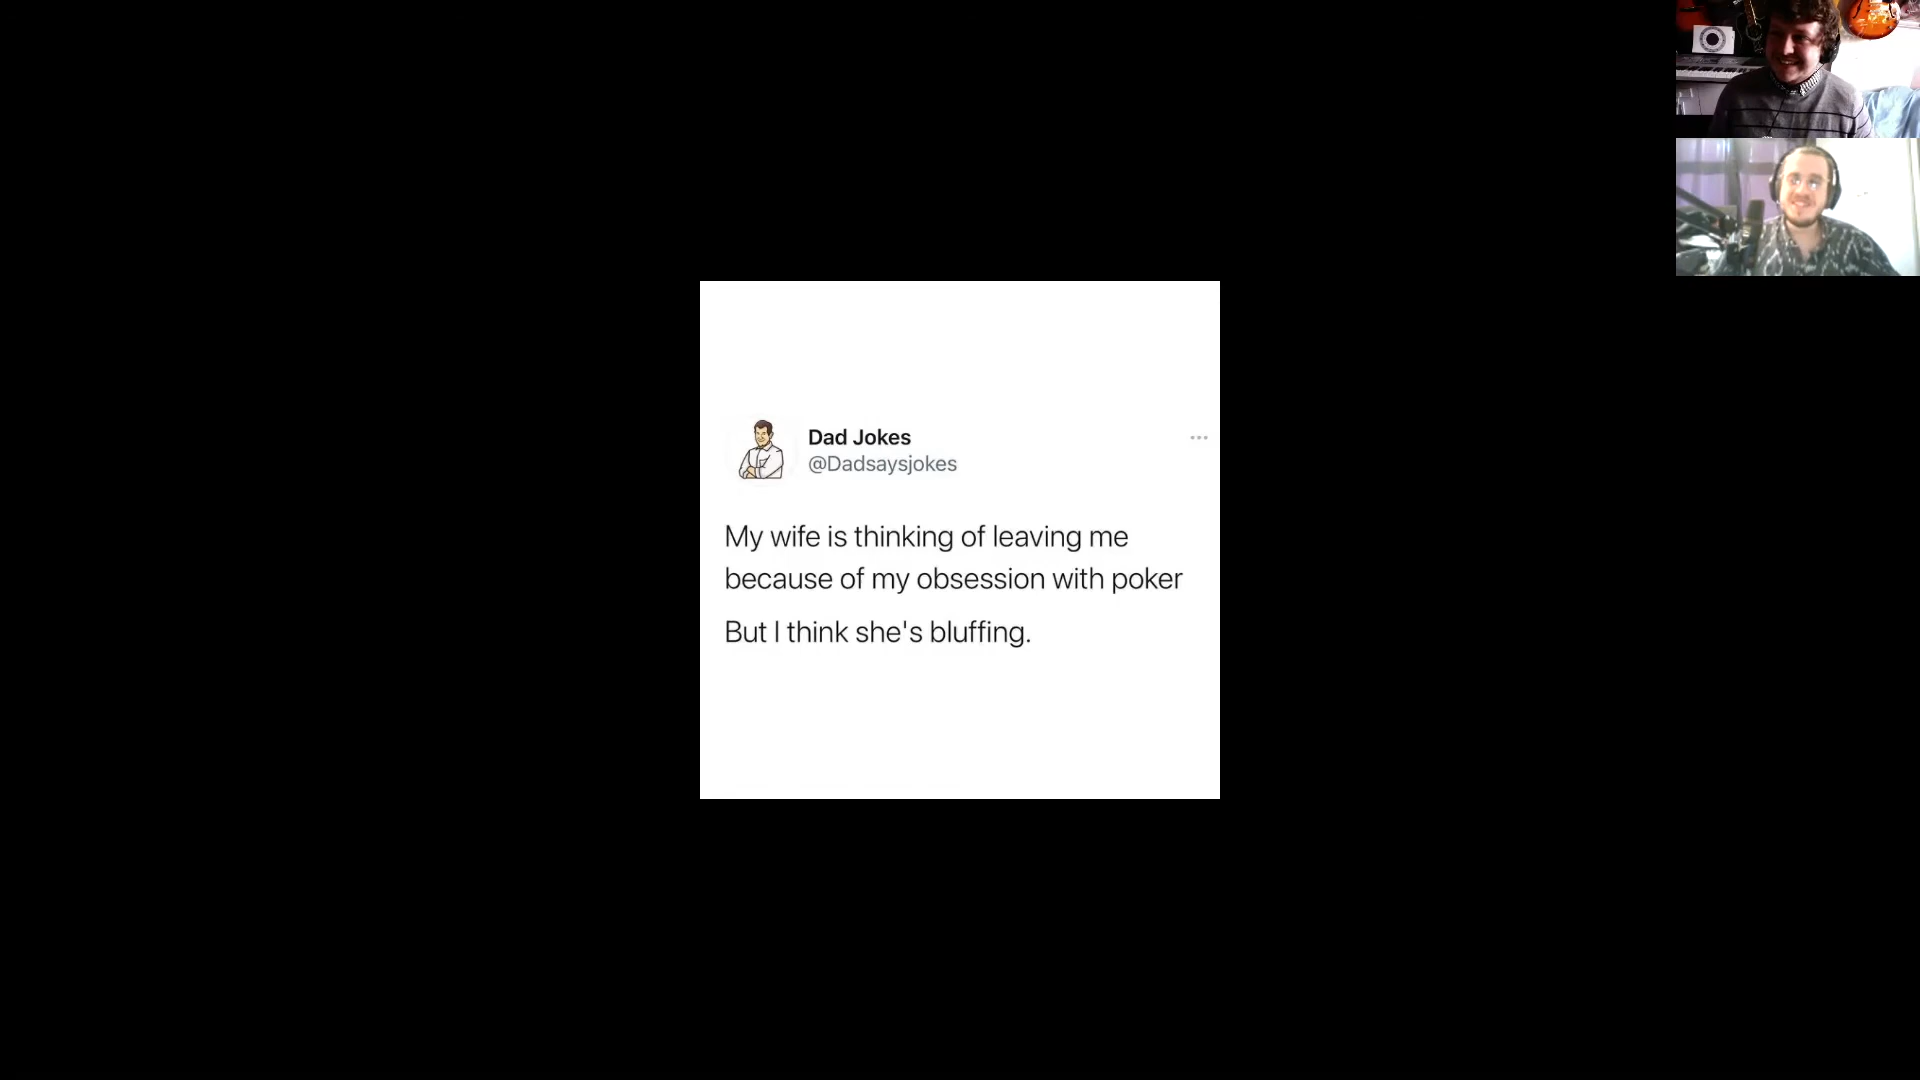 Dad Jokes
@Dadsaysjokes
My wife is thinking of leaving me
because of my obsession with poker
But I think she's bluffing.